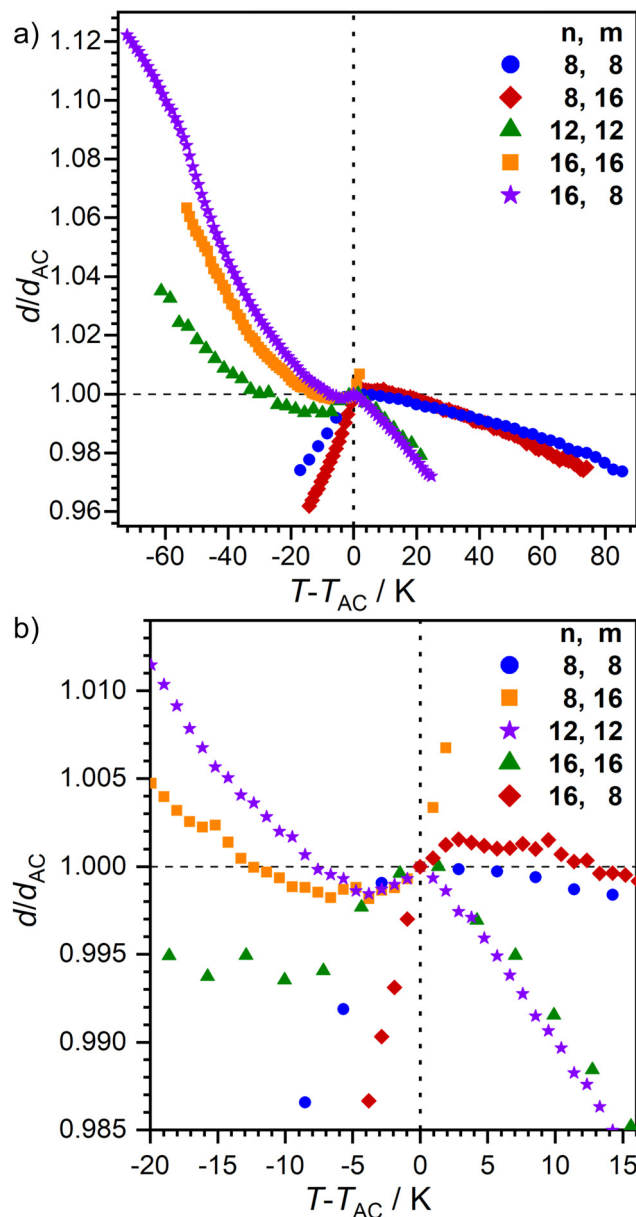 a)
n, m
8, 8
8, 16
12, 12
16, 16
16, 8
1.12
1.10
1.08
1.06
1.04
1.02
1.00
0.98
0.96
d/dAC
-60 -40 -20 0 20 40 60 80
T-TAC / K
b)
n, m
8, 8
8, 16
12, 12
16, 16
16, 8
1.010
1.005
1.000
0.995
0.990
0.985
d/dAC
-20 -15 -10 -5 0 5 10 15
T-TAC / K